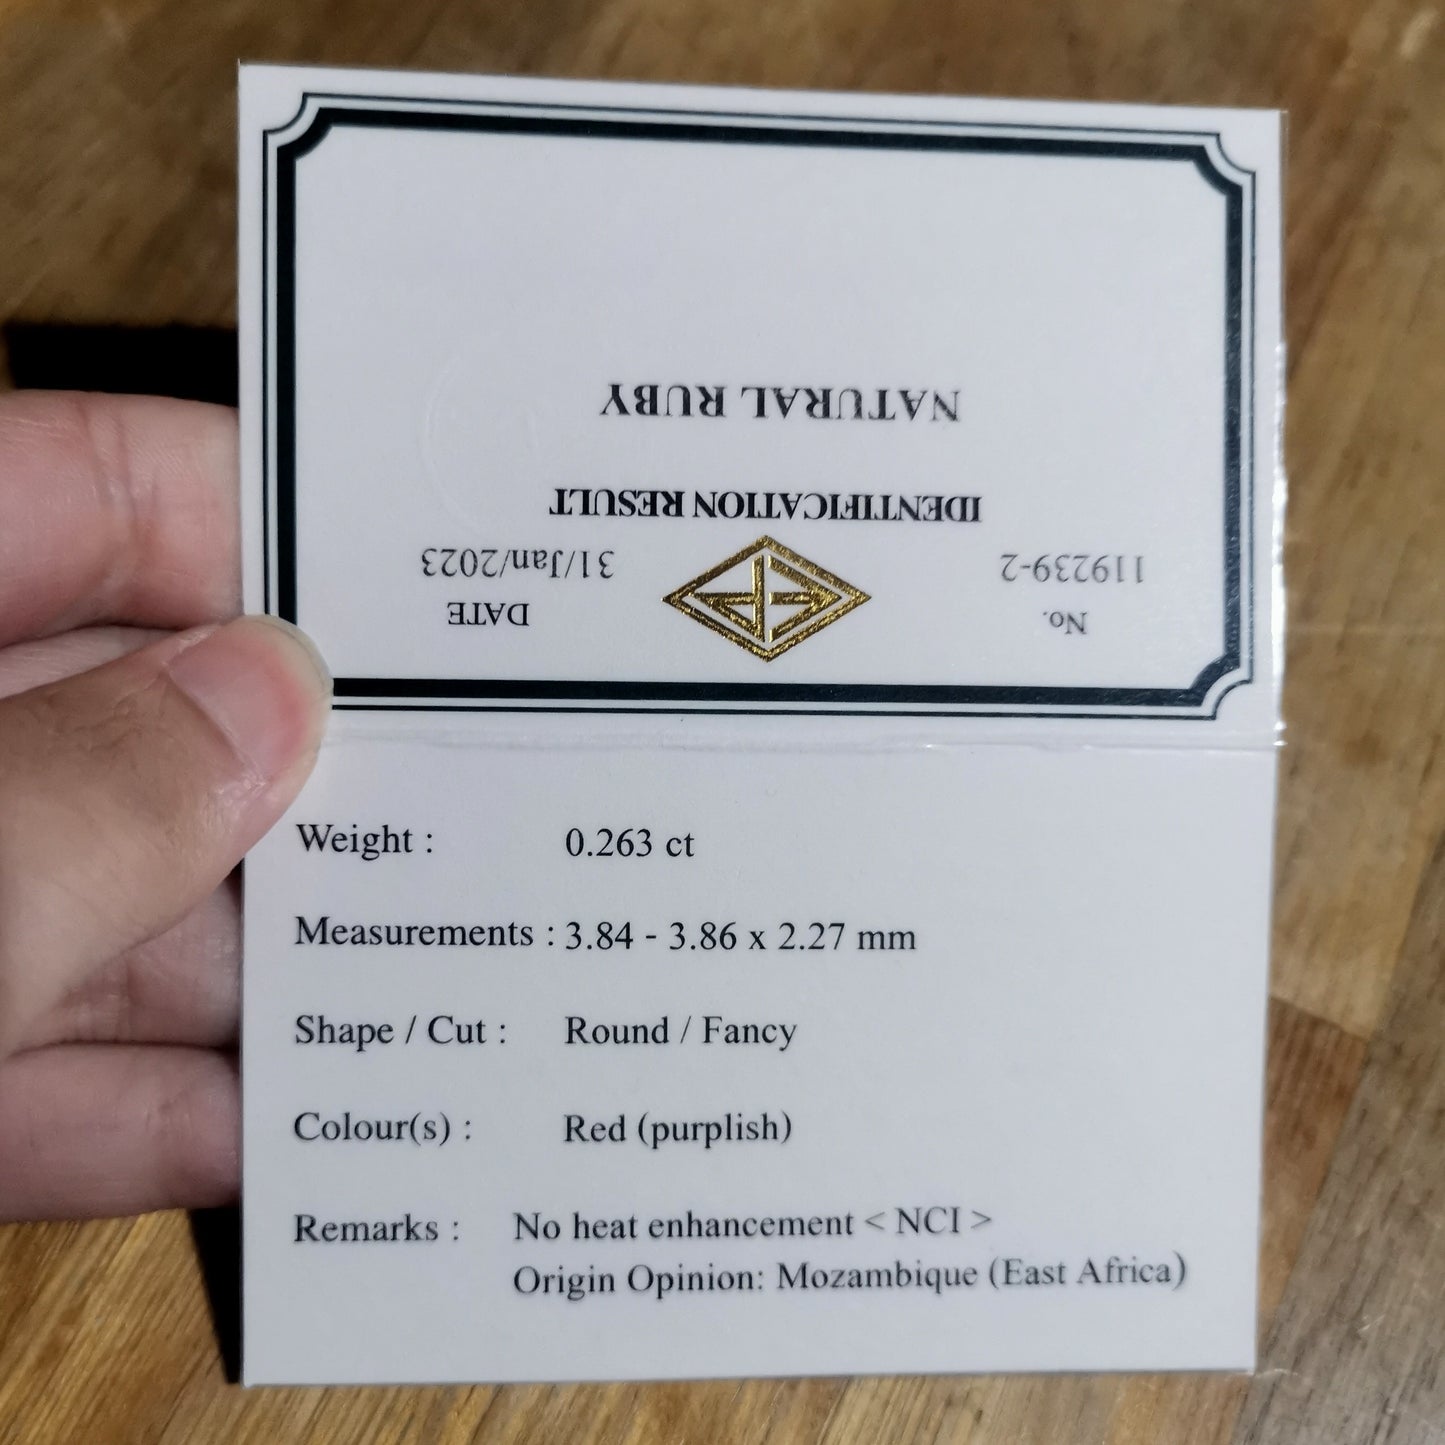 No.
119239-2
DATE
31/Jan/2023
IDENTIFICATION RESULT
NATURAL RUBY
Weight : 0.263 ct
Measurements : 3.84 - 3.86 x 2.27 mm
Shape / Cut : Round / Fancy
Colour(s) : Red (purplish)
Remarks : No heat enhancement < NCI >
Origin Opinion: Mozambique (East Africa)